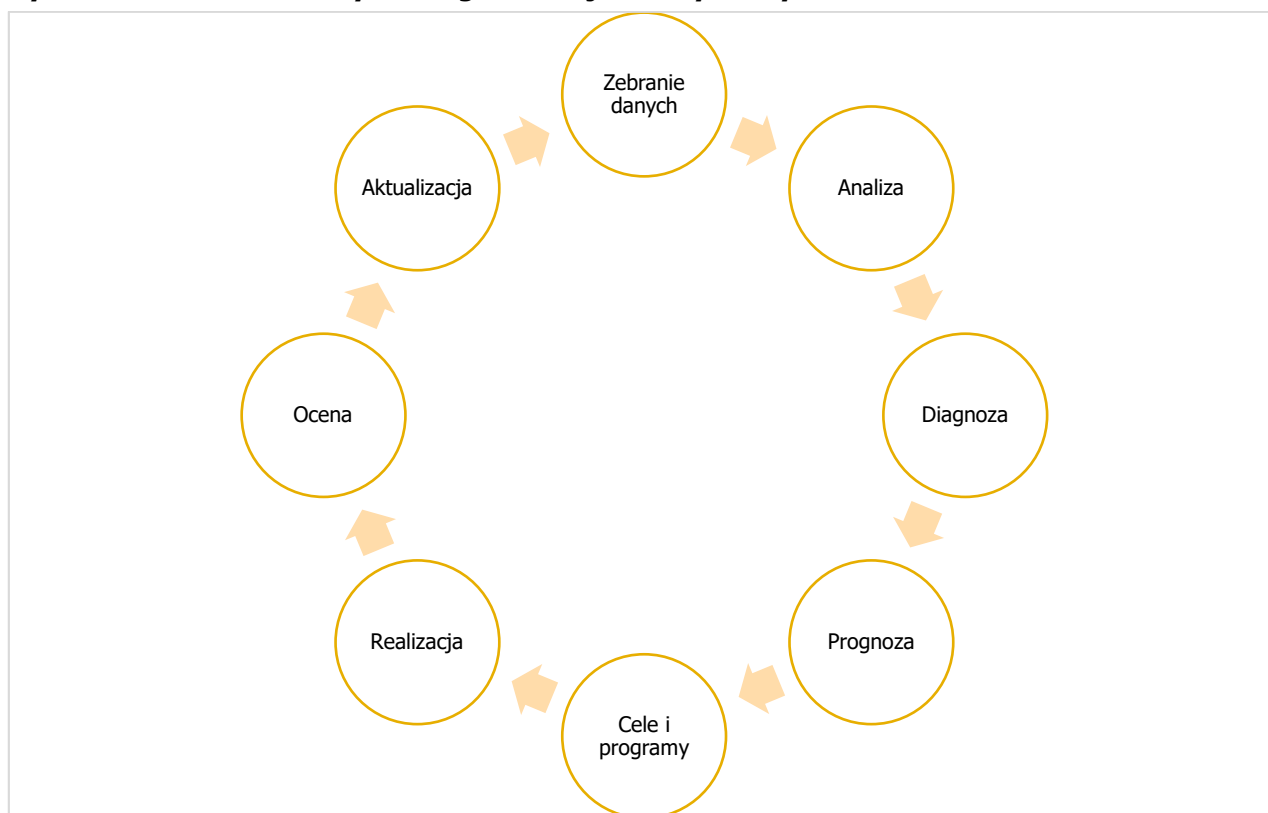 Zebranie
danych
Analiza
Diagnoza
Prognoza
Cele i
programy
Realizacja
Ocena
Aktualizacja